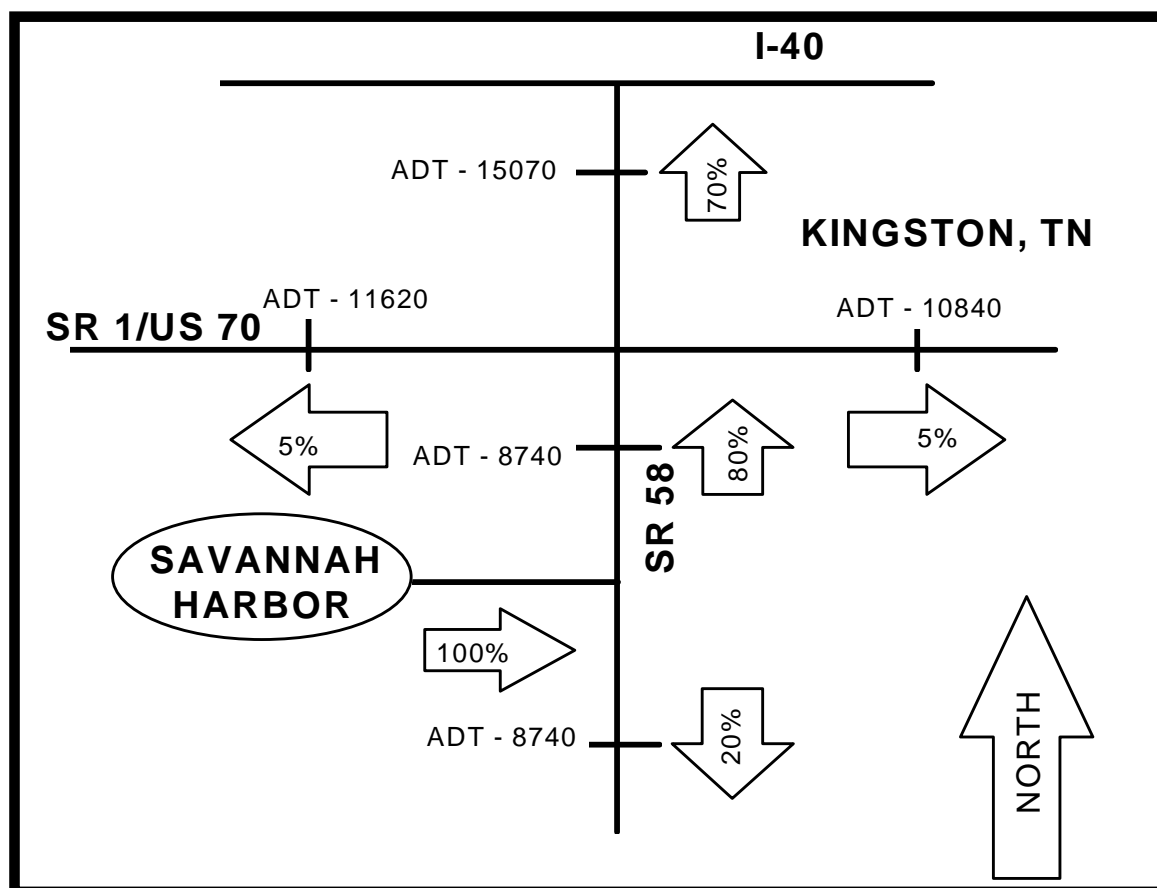 I-40
ADT - 15070
70%
KINGSTON, TN
ADT - 11620
ADT - 10840
SR 1/US 70
5%
ADT - 8740
80%
5%
SR 58
SAVANNAH
HARBOR
100%
ADT - 8740
20%
NORTH